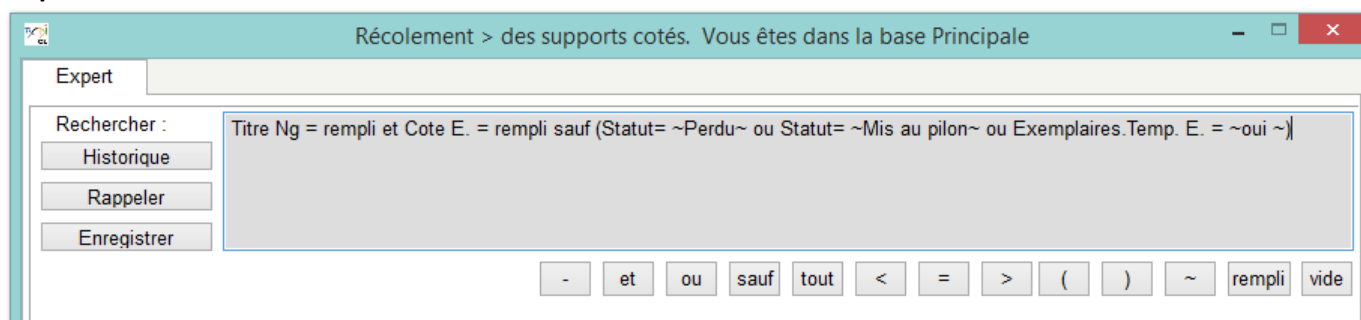 Récolement > des supports cotés. Vous êtes dans la base Principale
Expert
Rechercher :
Titre Ng = rempli et Cote E. = rempli sauf (Statut= ~Perdu~ ou Statut= ~Mis au pilon~ ou Exemplaires.Temp. E. = ~oui ~)
Historique
Rappeler
Enregistrer
- et ou sauf tout < = > ( ) ~ rempli vide